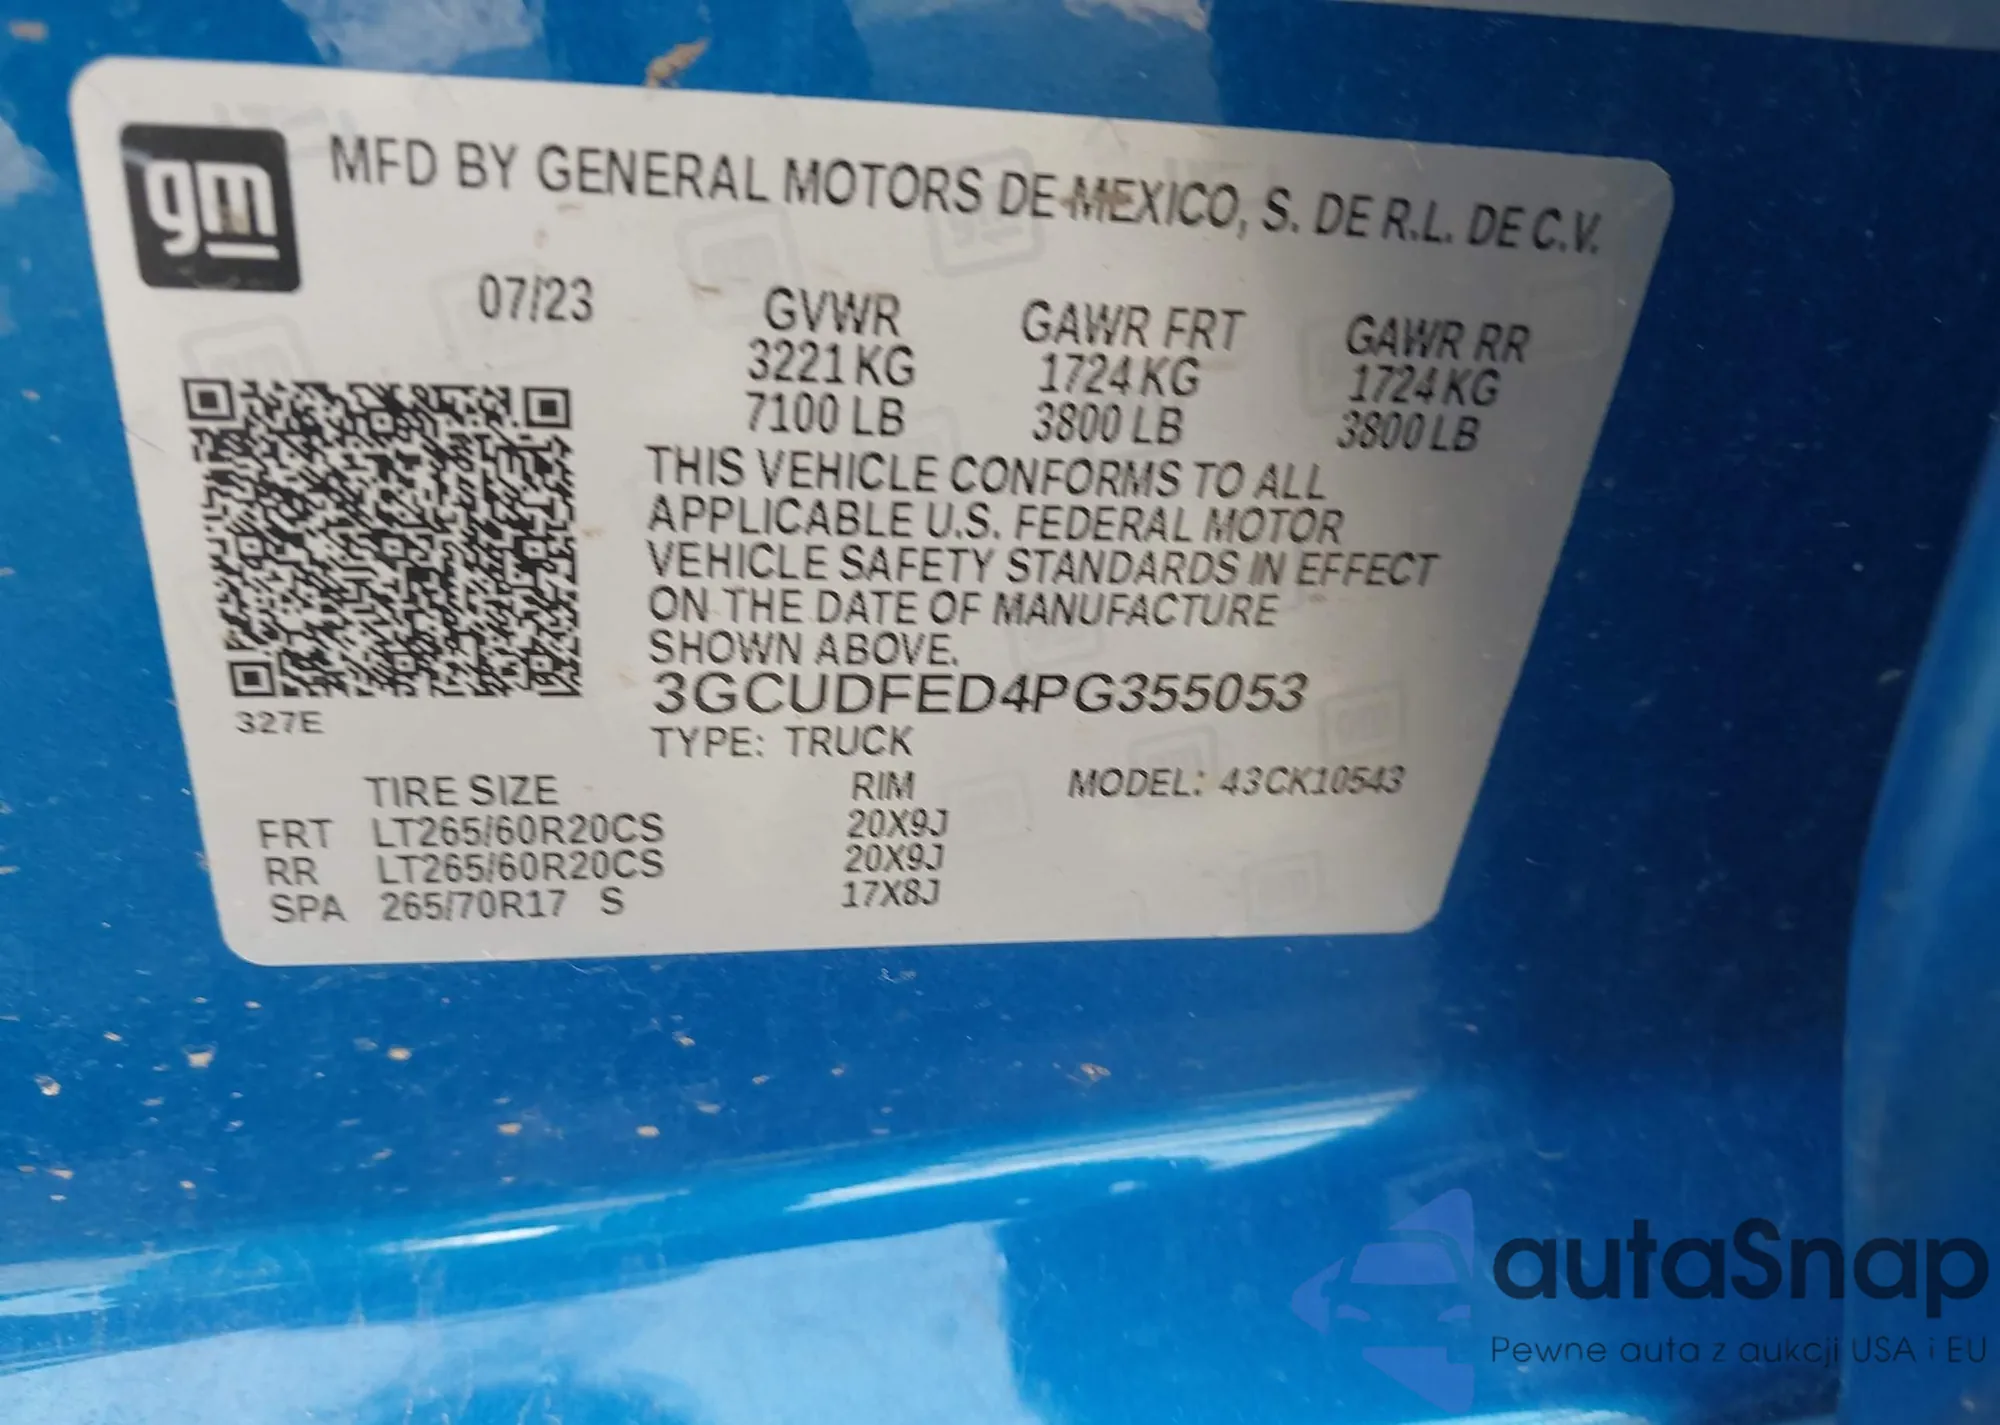 gm
MFD BY GENERAL MOTORS DE MEXICO, S. DE R.L. DE C.V.
07/23 GVWR GAWR FRT GAWR RR
3221 KG 1724 KG 1724 KG
7100 LB 3800 LB 3800 LB
THIS VEHICLE CONFORMS TO ALL
APPLICABLE U.S. FEDERAL MOTOR
VEHICLE SAFETY STANDARDS IN EFFECT
ON THE DATE OF MANUFACTURE
SHOWN ABOVE.
3GCUDFED4PG355053
327E
TYPE: TRUCK
TIRE SIZE RIM MODEL: 43CK10543
FRT LT265/60R20CS 20X9J
RR LT265/60R20CS 20X9J
SPA 265/70R17 S 17X8J
autaSnap
Pewne auta z aukcji USA i EU